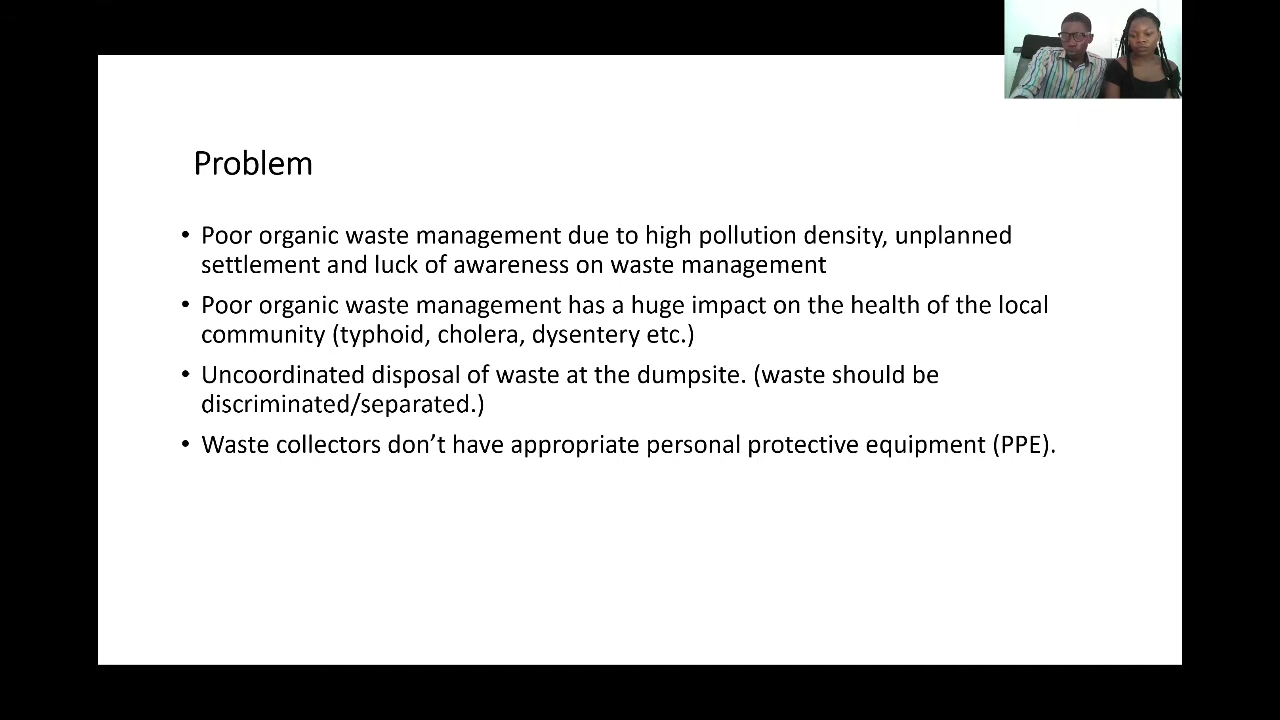 Problem
• Poor organic waste management due to high pollution density, unplanned
settlement and luck of awareness on waste management
• Poor organic waste management has a huge impact on the health of the local
community (typhoid, cholera, dysentery etc.)
• Uncoordinated disposal of waste at the dumpsite. (waste should be
discriminated/separated.)
• Waste collectors don’t have appropriate personal protective equipment (PPE).